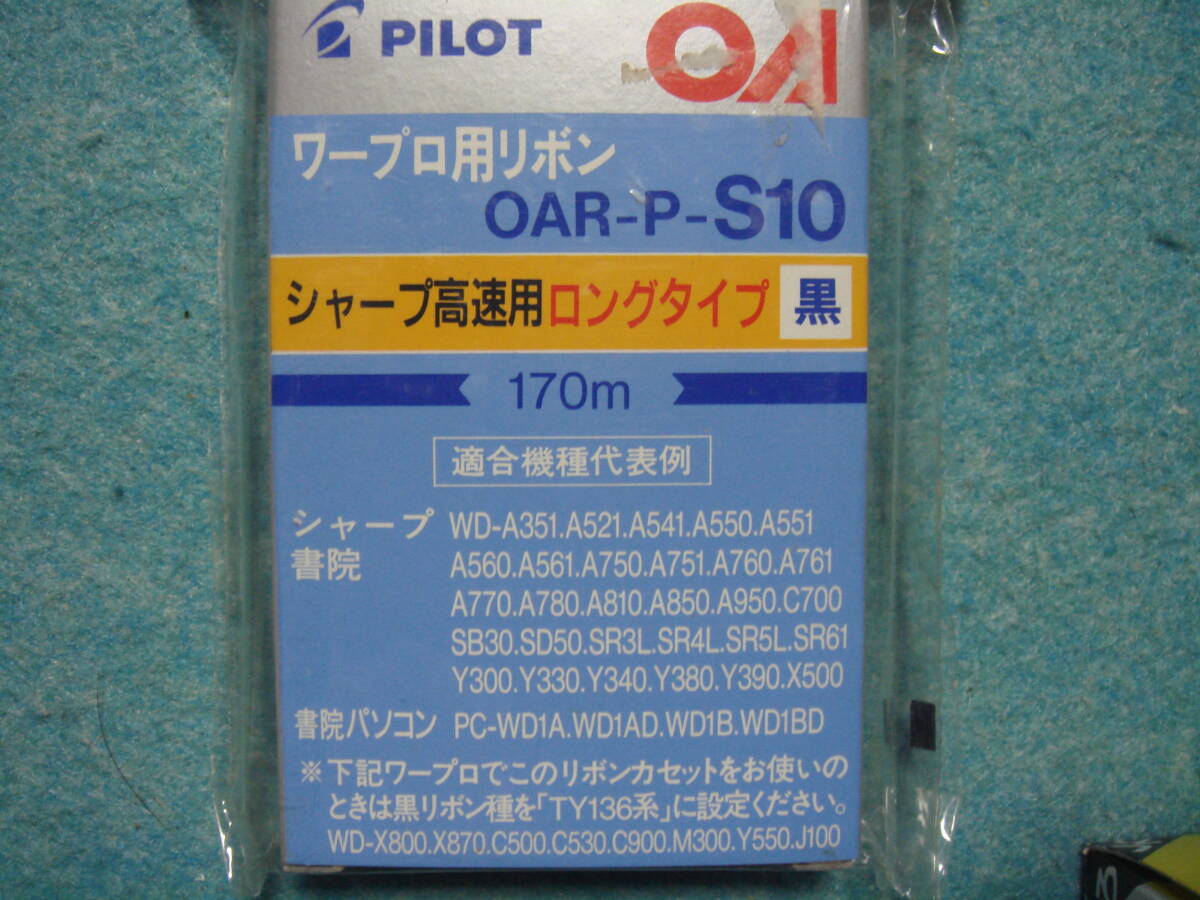 PILOT OA
ワープロ用リボン
OAR-P-S10
シャープ高速用ロングタイプ 黒
170m
適合機種代表例
シャープ WD-A351.A521.A541.A550.A551
書院 A560.A561.A750.A751.A760.A761
A770.A780.A810.A850.A950.C700
SB30.SD50.SR3L.SR4L.SR5L.SR61
Y300.Y330.Y340.Y380.Y390.X500
書院パソコン PC-WD1A.WD1AD.WD1B.WD1BD
※下記ワープロでこのリボンカセットをお使いの
ときは黒リボン種を「TY136系」に設定ください。
WD-X800.X870.C500.C530.C900.M300.Y550.J100